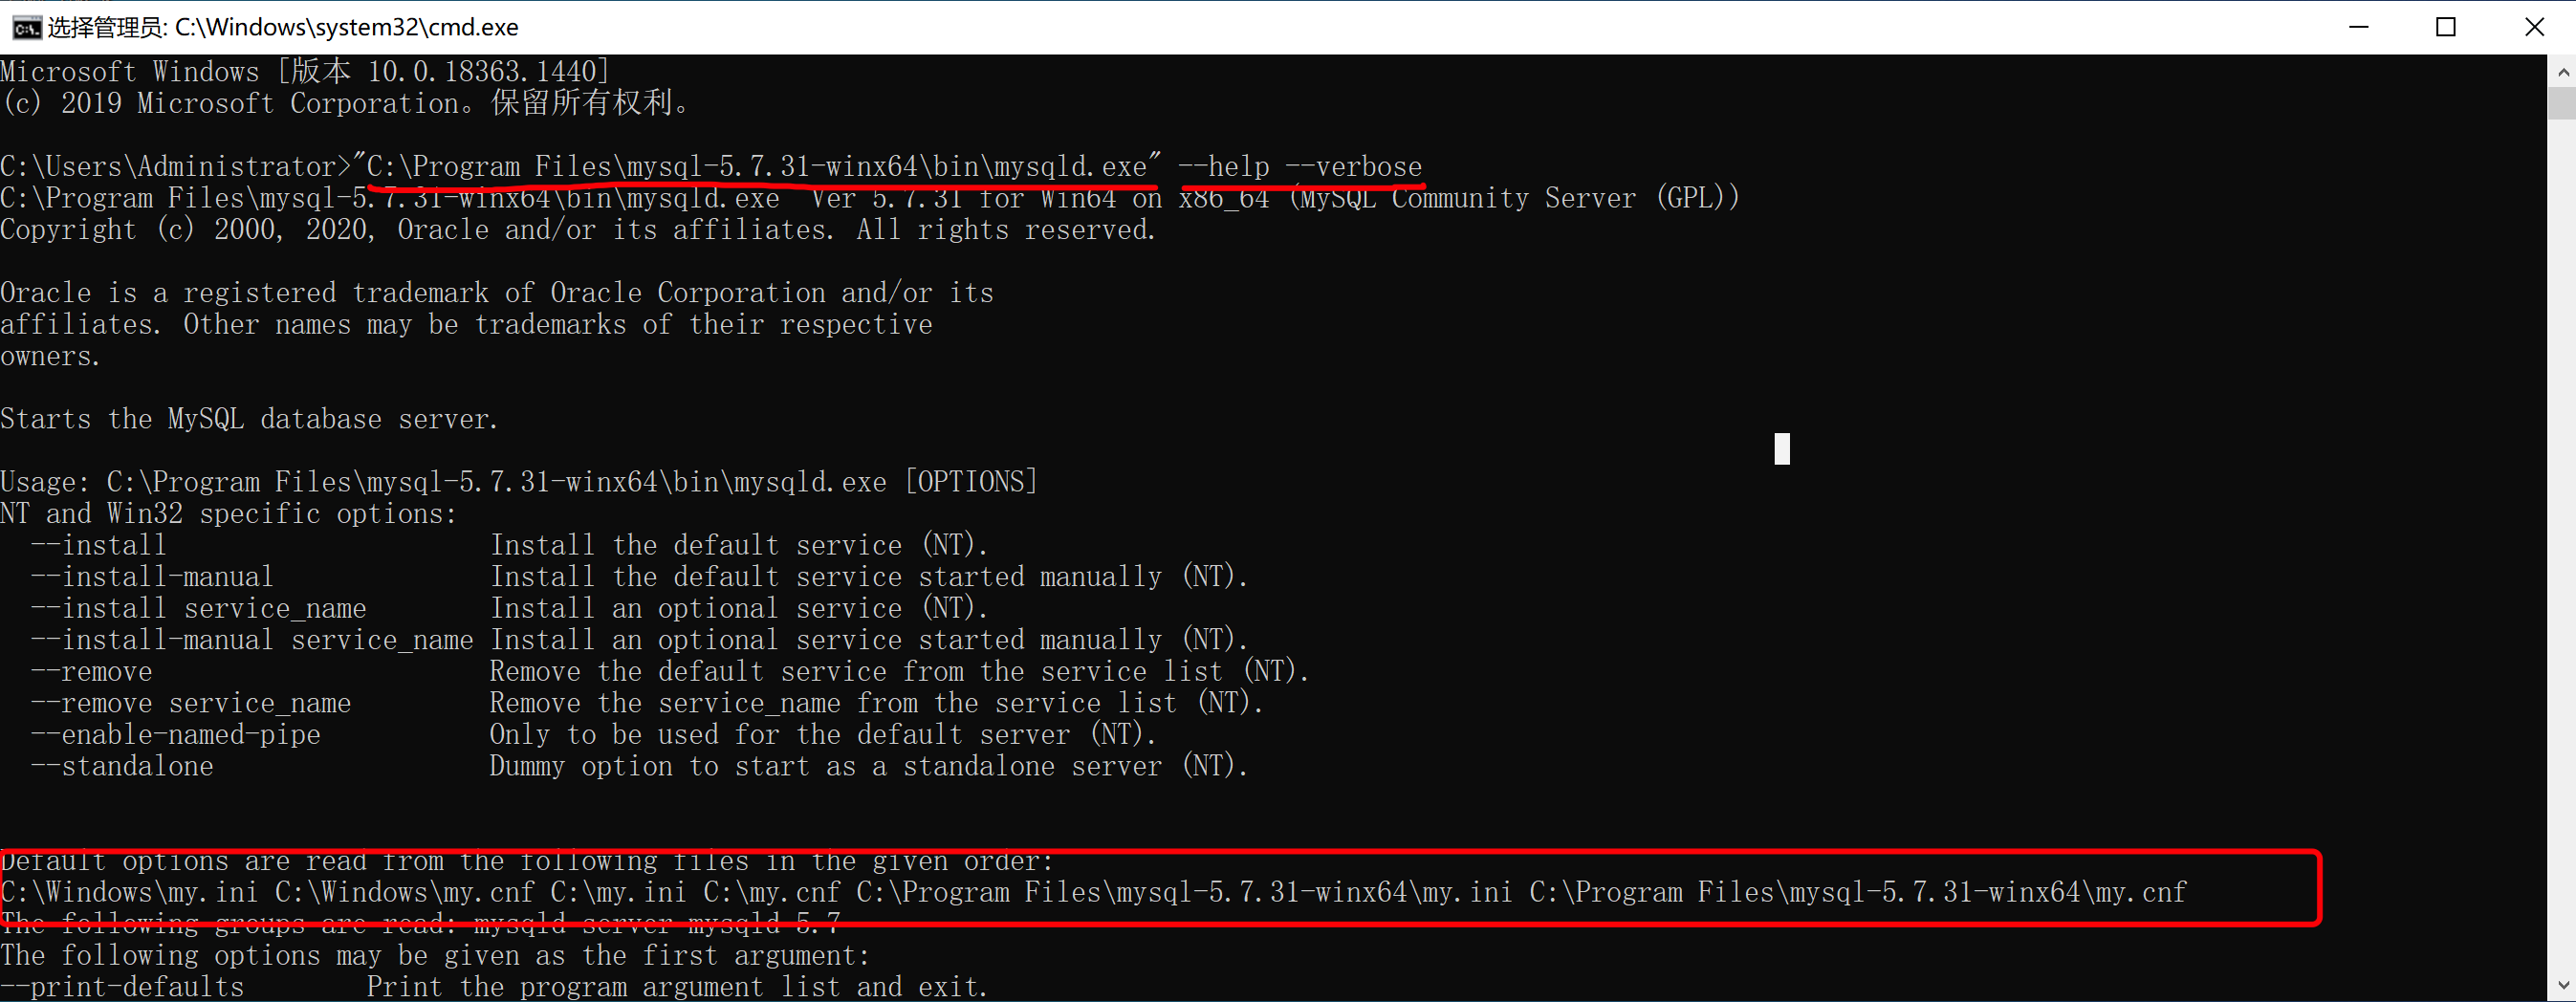 选择管理员: C:\Windows\system32\cmd.exe
Microsoft Windows [版本 10.0.18363.1440]
(c) 2019 Microsoft Corporation。保留所有权利。
C:\Users\Administrator>"C:\Program Files\mysql-5.7.31-winx64\bin\mysqld.exe" --help --verbose
C:\Program Files\mysql-5.7.31-winx64\bin\mysqld.exe  Ver 5.7.31 for Win64 on x86_64 (MySQL Community Server (GPL))
Copyright (c) 2000, 2020, Oracle and/or its affiliates. All rights reserved.
Oracle is a registered trademark of Oracle Corporation and/or its
affiliates. Other names may be trademarks of their respective
owners.
Starts the MySQL database server.
Usage: C:\Program Files\mysql-5.7.31-winx64\bin\mysqld.exe [OPTIONS]
NT and Win32 specific options:
  --install                     Install the default service (NT).
  --install-manual              Install the default service started manually (NT).
  --install service_name        Install an optional service (NT).
  --install-manual service_name Install an optional service started manually (NT).
  --remove                      Remove the default service from the service list (NT).
  --remove service_name         Remove the service_name from the service list (NT).
  --enable-named-pipe           Only to be used for the default server (NT).
  --standalone                  Dummy option to start as a standalone server (NT).
Default options are read from the following files in the given order:
C:\Windows\my.ini C:\Windows\my.cnf C:\my.ini C:\my.cnf C:\Program Files\mysql-5.7.31-winx64\my.ini C:\Program Files\mysql-5.7.31-winx64\my.cnf
The following groups are read: mysqld server mysqld-5.7
The following options may be given as the first argument:
--print-defaults        Print the program argument list and exit.